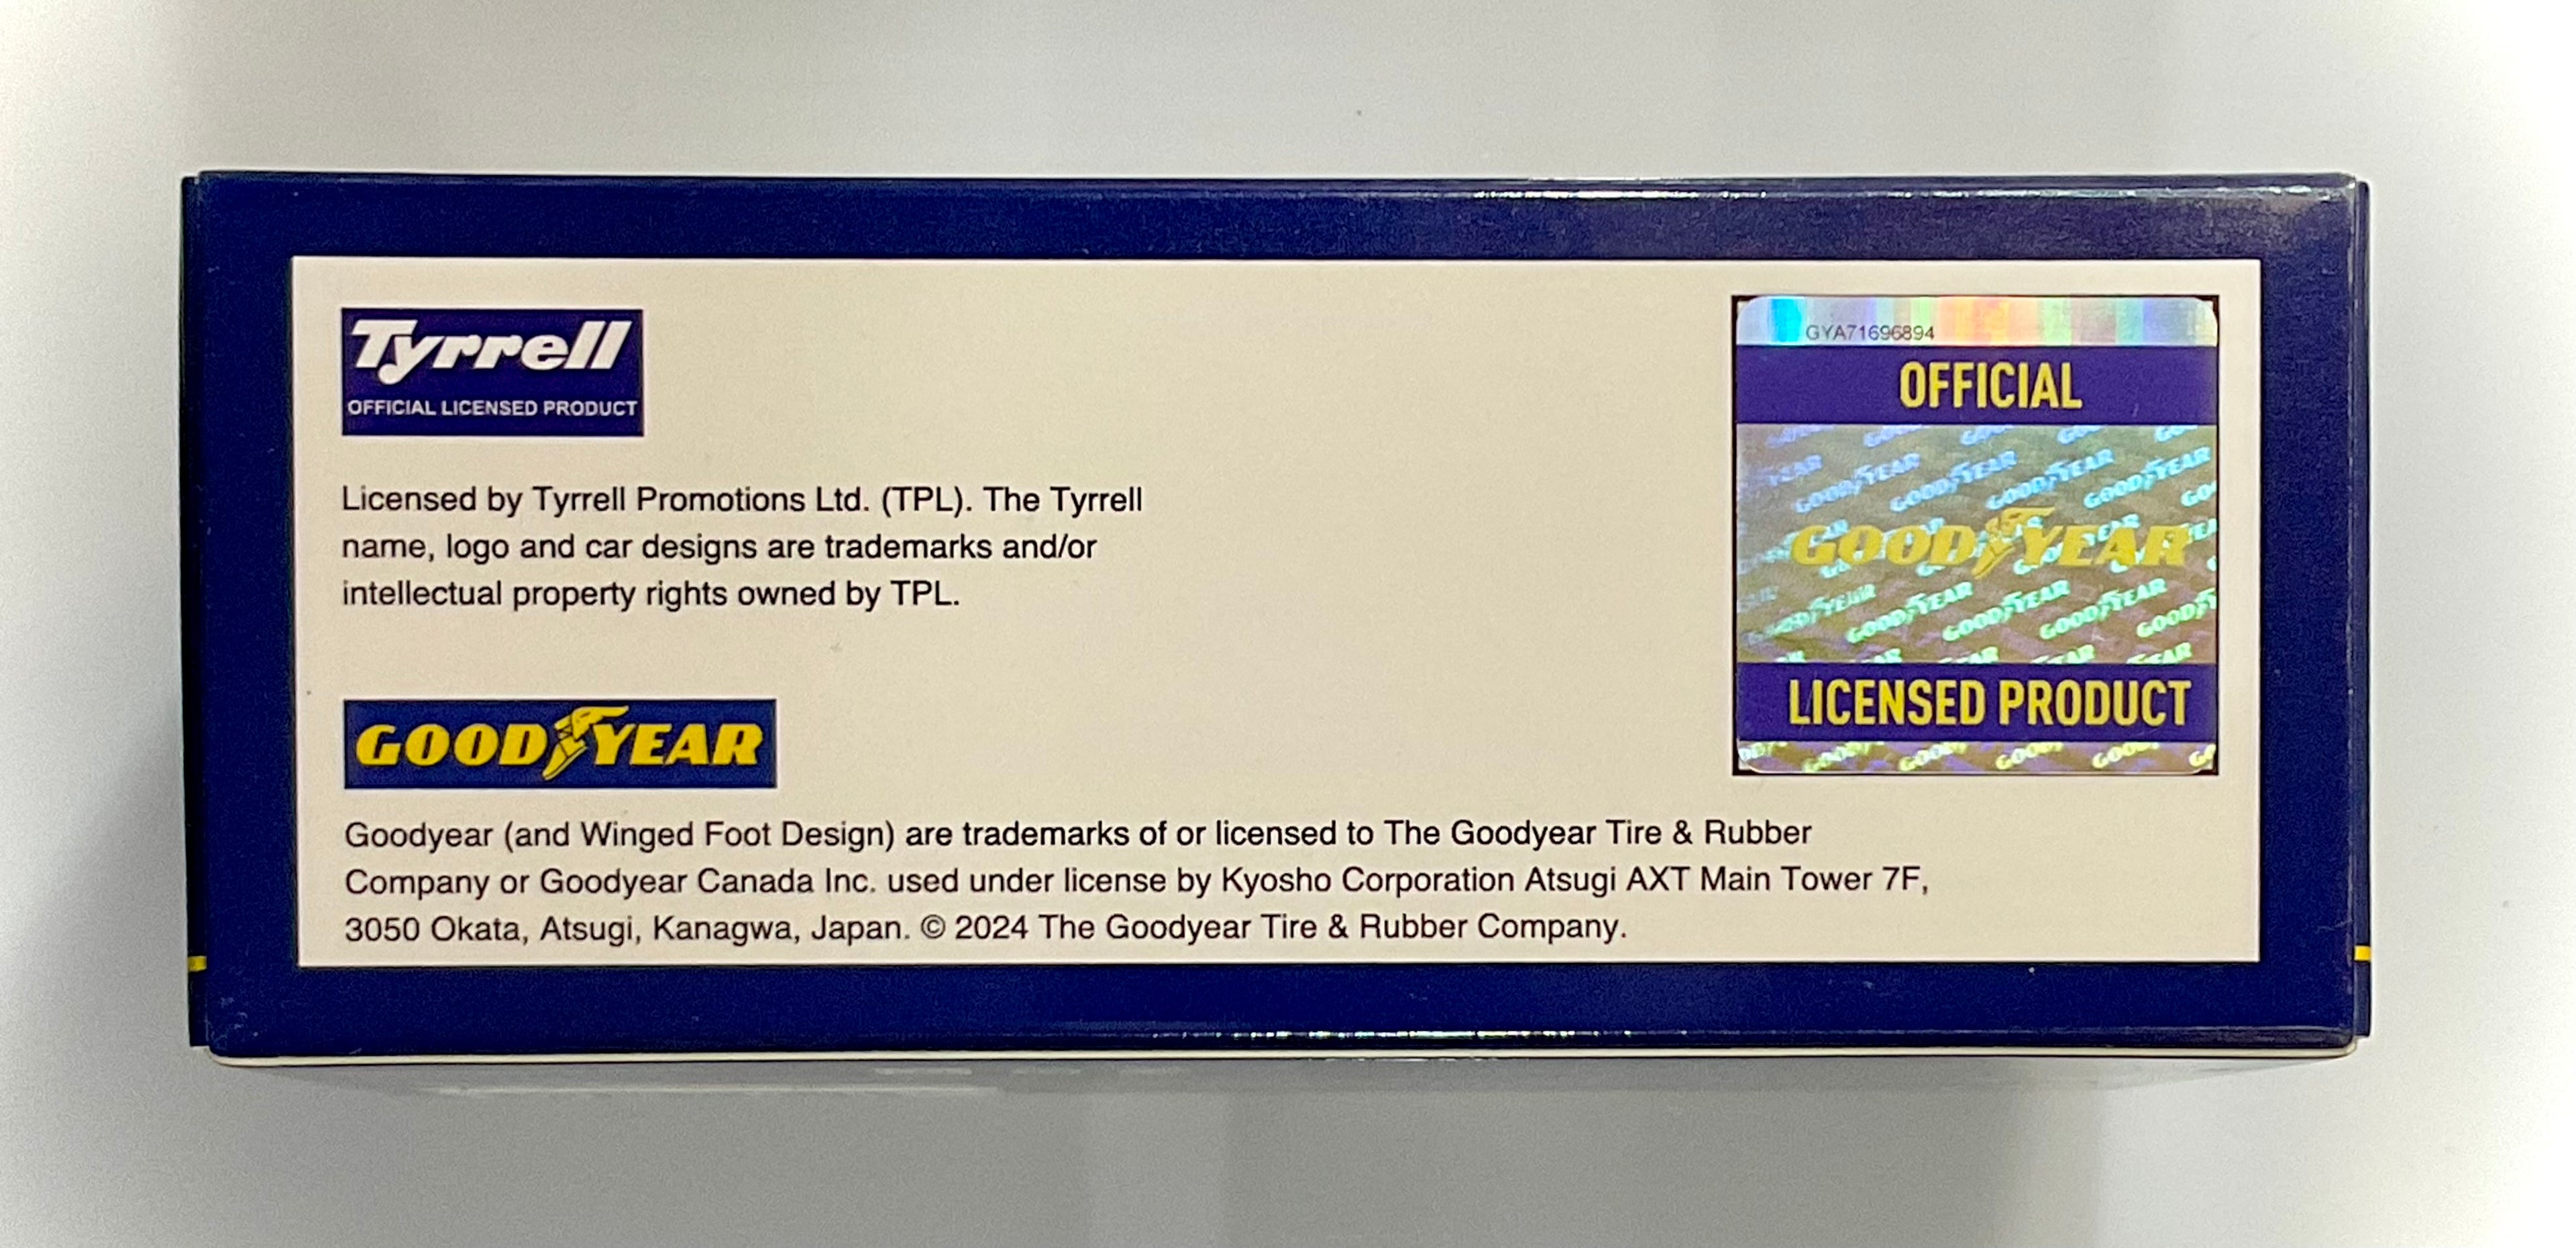 Tyrrell
OFFICIAL LICENSED PRODUCT
Licensed by Tyrrell Promotions Ltd. (TPL). The Tyrrell
name, logo and car designs are trademarks and/or
intellectual property rights owned by TPL.
GYA71696894
OFFICIAL
GOODYEAR
LICENSED PRODUCT
GOODYEAR
Goodyear (and Winged Foot Design) are trademarks of or licensed to The Goodyear Tire & Rubber
Company or Goodyear Canada Inc. used under license by Kyosho Corporation Atsugi AXT Main Tower 7F,
3050 Okata, Atsugi, Kanagwa, Japan. © 2024 The Goodyear Tire & Rubber Company.